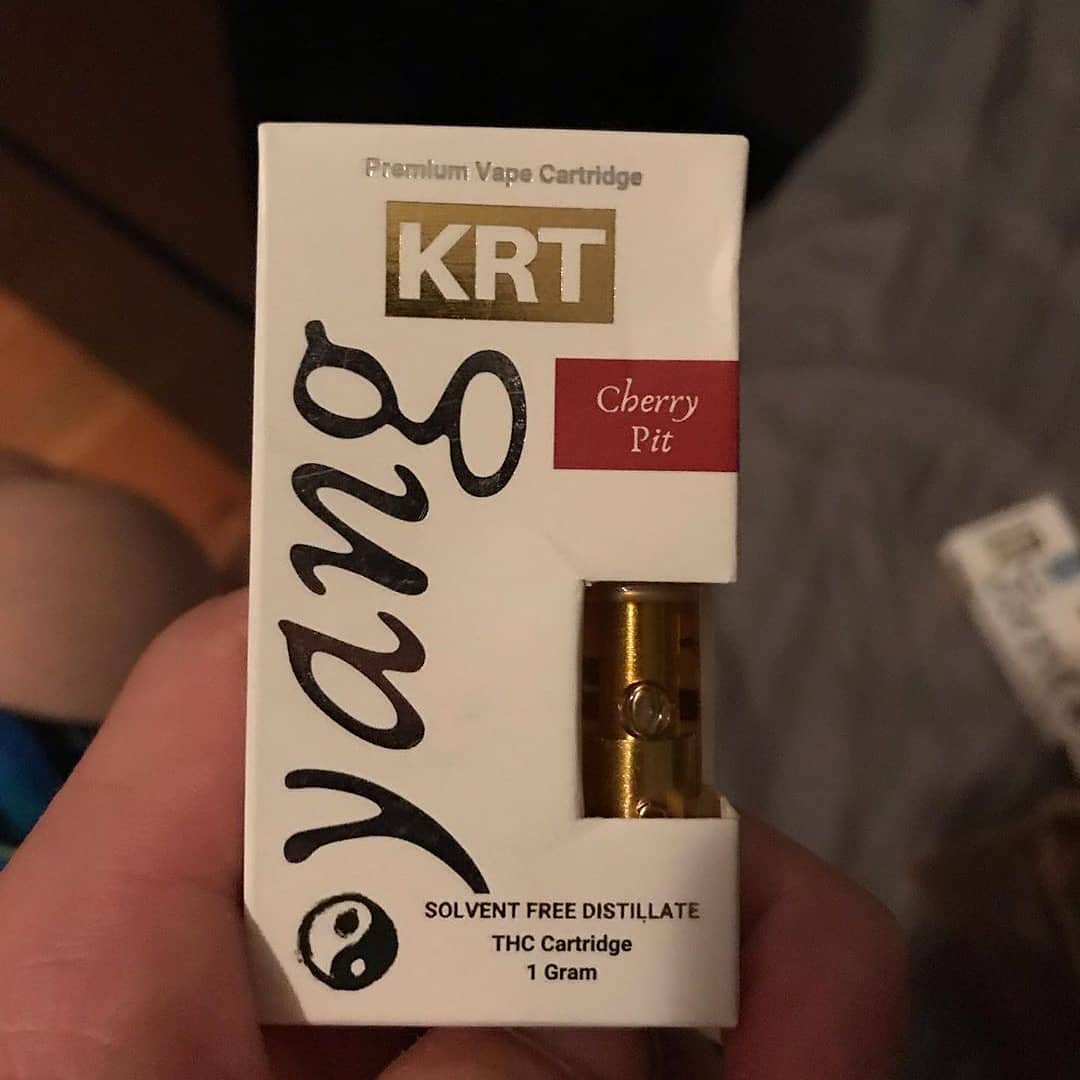 Premium Vape Cartridge
KRT
yang
Cherry
Pit
SOLVENT FREE DISTILLATE
THC Cartridge
1 Gram